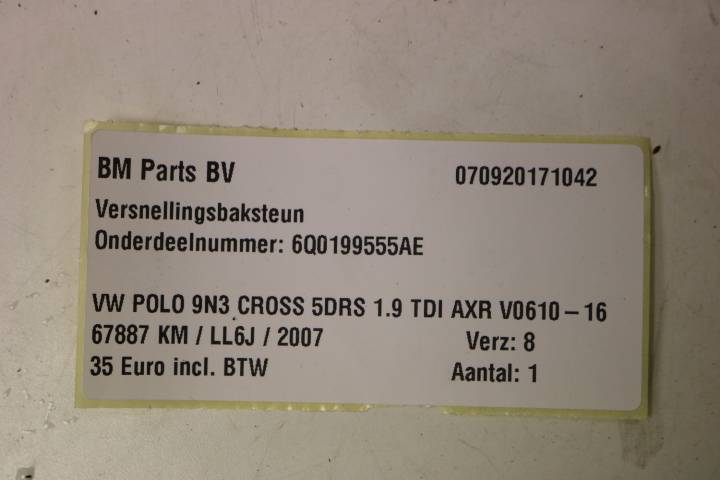 BM Parts BV 070920171042
Versnellingsbaksteun
Onderdeelnummer: 6Q0199555AE
VW POLO 9N3 CROSS 5DRS 1.9 TDI AXR V0610-16
67887 KM / LL6J / 2007 Verz: 8
35 Euro incl. BTW Aantal: 1